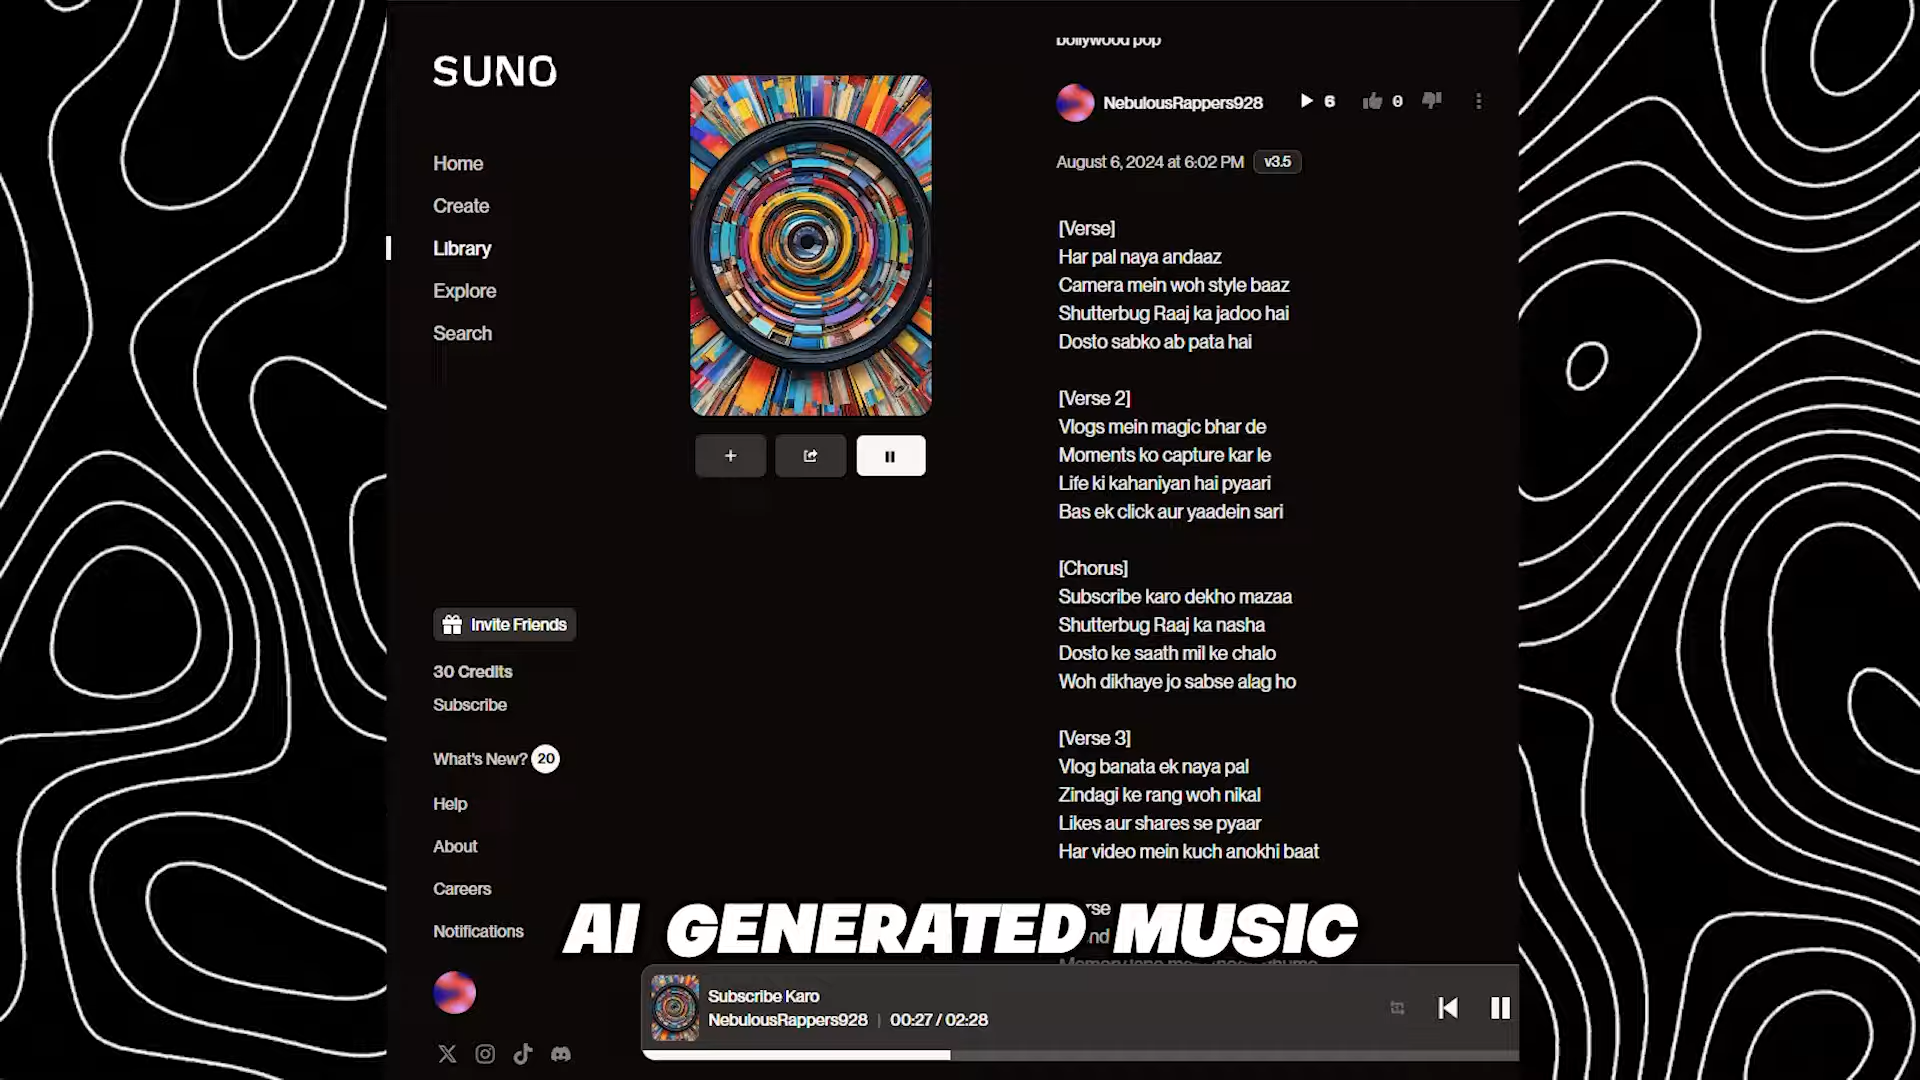 SUNO
Home
Create
Library
Explore
Search
Invite Friends
30 Credits
Subscribe
What's New? 20
Help
About
Careers
Notifications
Bollywood pop
NebulousRappers928 6 0
August 6, 2024 at 6:02 PM v3.5
[Verse]
Har pal naya andaaz
Camera mein woh style baaz
Shutterbug Raaj ka jadoo hai
Dosto sabko ab pata hai
[Verse 2]
Vlogs mein magic bhar de
Moments ko capture kar le
Life ki kahaniyan hai pyaari
Bas ek click aur yaadein sari
[Chorus]
Subscribe karo dekho mazaa
Shutterbug Raaj ka nasha
Dosto ke saath mil ke chalo
Woh dikhaye jo sabse alag ho
[Verse 3]
Vlog banata ek naya pal
Zindagi ke rang woh nikal
Likes aur shares se pyaar
Har video mein kuch anokhi baat
AI GENERATED MUSIC
Subscribe Karo
NebulousRappers928 | 00:27 / 02:28